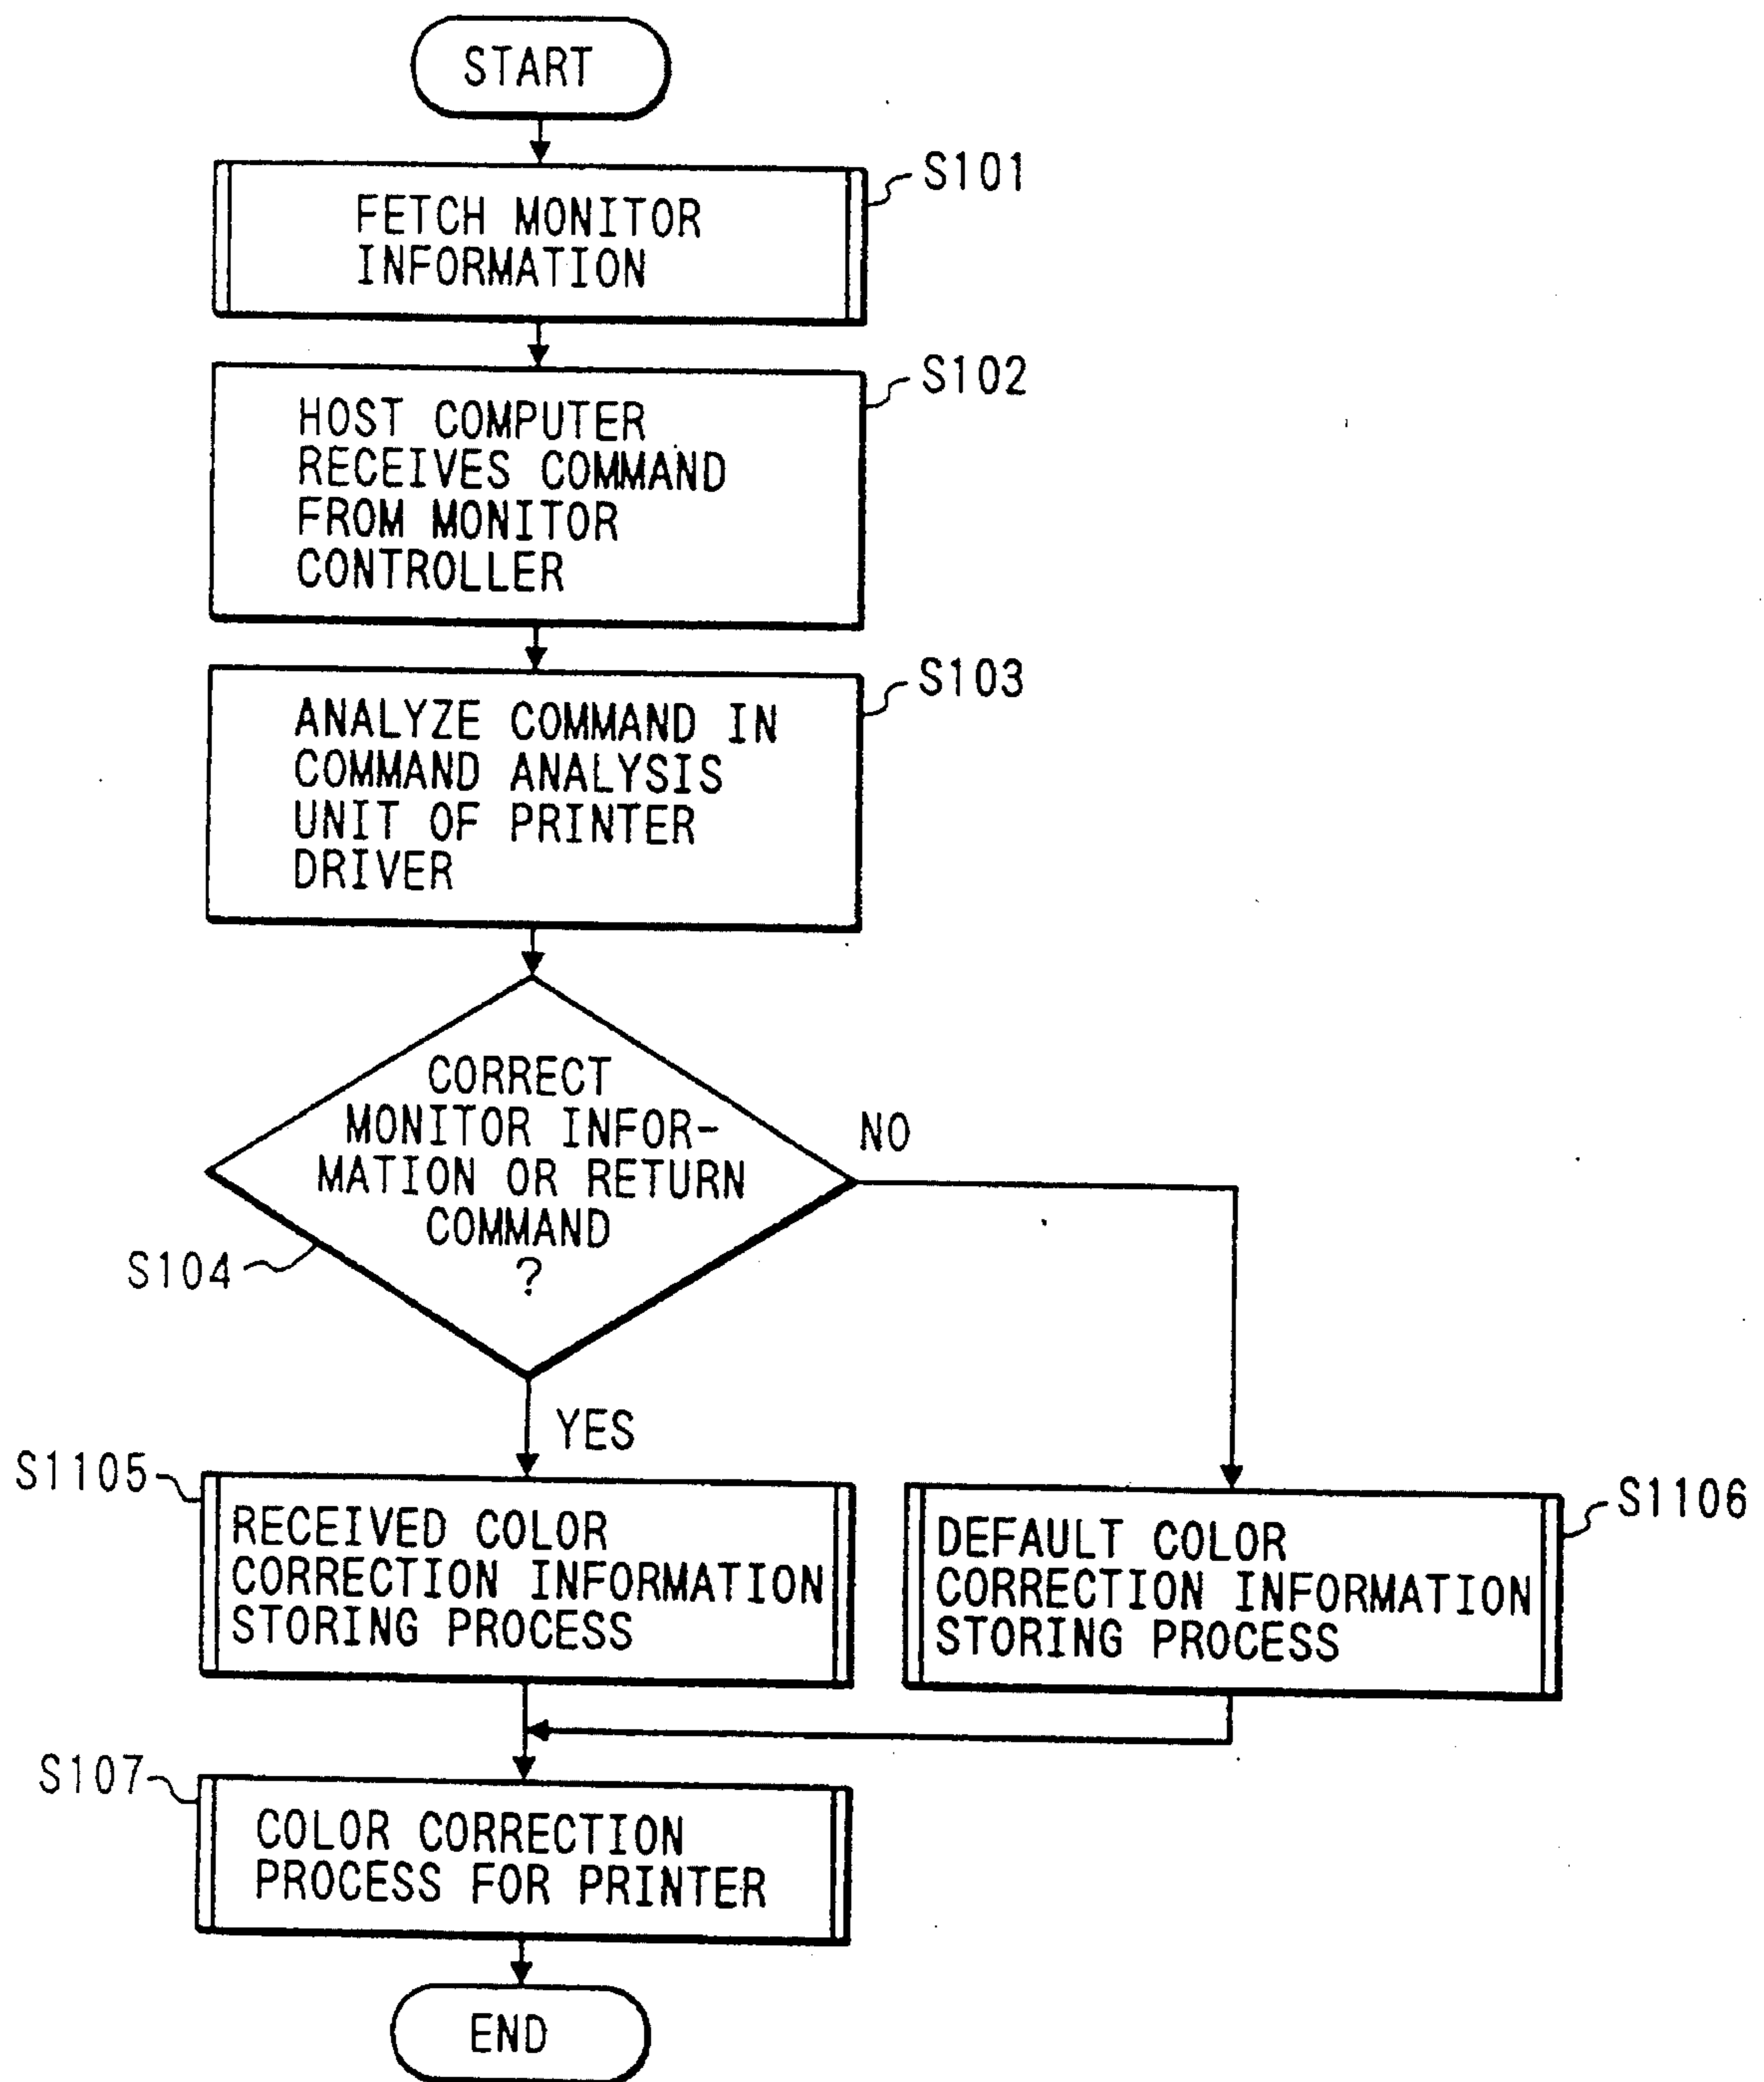 START
S101
FETCH MONITOR
INFORMATION
S102
HOST COMPUTER
RECEIVES COMMAND
FROM MONITOR
CONTROLLER
S103
ANALYZE COMMAND IN
COMMAND ANALYSIS
UNIT OF PRINTER
DRIVER
CORRECT
MONITOR INFOR-
MATION OR RETURN
COMMAND
?
NO
S104
YES
S1105
RECEIVED COLOR
CORRECTION INFORMATION
STORING PROCESS
S1106
DEFAULT COLOR
CORRECTION INFORMATION
STORING PROCESS
S107
COLOR CORRECTION
PROCESS FOR PRINTER
END